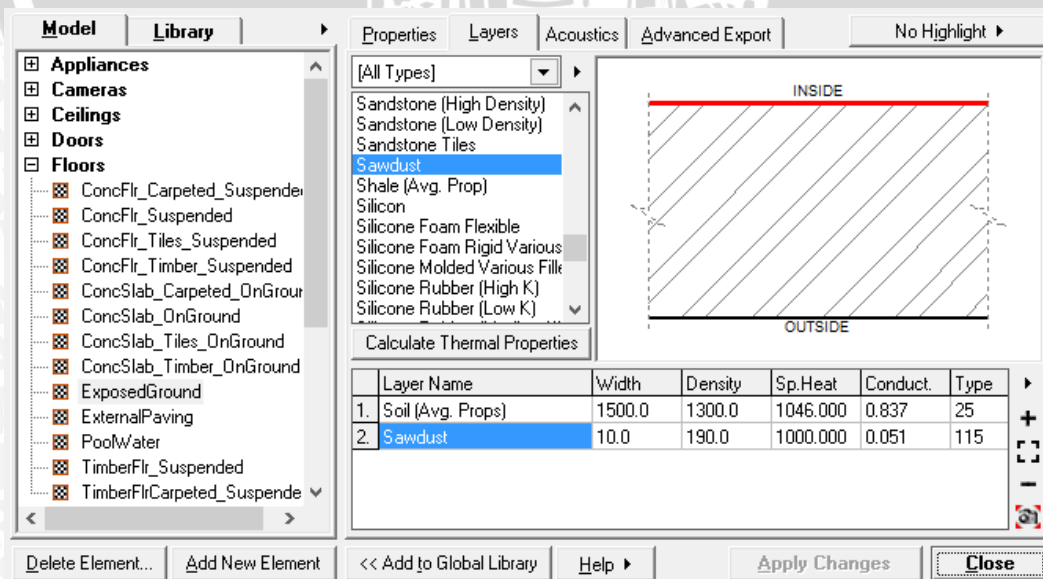 Model Library
Appliances
Cameras
Ceilings
Doors
Floors
ConcFlr_Carpeted_Suspende
ConcFlr_Suspended
ConcFlr_Tiles_Suspended
ConcFlr_Timber_Suspended
ConcSlab_Carpeted_OnGrour
ConcSlab_OnGround
ConcSlab_Tiles_OnGround
ConcSlab_Timber_OnGround
ExposedGround
ExternalPaving
PoolWater
TimberFlr_Suspended
TimberFlrCarpeted_Suspende
Delete Element... Add New Element
Properties Layers Acoustics Advanced Export No Highlight
[All Types]
Sandstone (High Density)
Sandstone (Low Density)
Sandstone Tiles
Sawdust
Shale (Avg. Prop)
Silicon
Silicone Foam Flexible
Silicone Foam Rigid Various
Silicone Molded Various Fille
Silicone Rubber (High K)
Silicone Rubber (Low K)
Calculate Thermal Properties
INSIDE
OUTSIDE
Layer Name Width Density Sp.Heat Conduct. Type
1. Soil (Avg. Props) 1500.0 1300.0 1046.000 0.837 25
2. Sawdust 10.0 190.0 1000.000 0.051 115
<< Add to Global Library Help Apply Changes Close